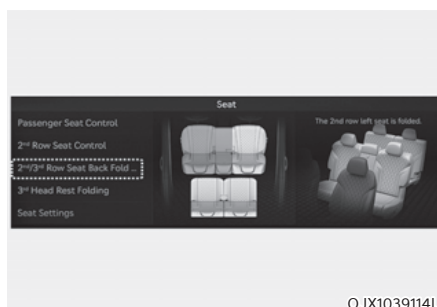 Seat
Passenger Seat Control
The 2nd row left seat is folded.
2nd Row Seat Control
2nd/3rd Row Seat Back Fold ...
3rd Head Rest Folding
Seat Settings
OJX1039114L